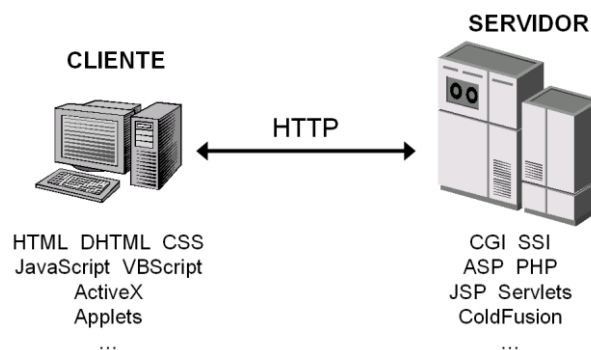 CLIENTE
SERVIDOR
HTTP
HTML DHTML CSS
JavaScript VBScript
ActiveX
Applets
...
CGI SSI
ASP PHP
JSP Servlets
ColdFusion
...